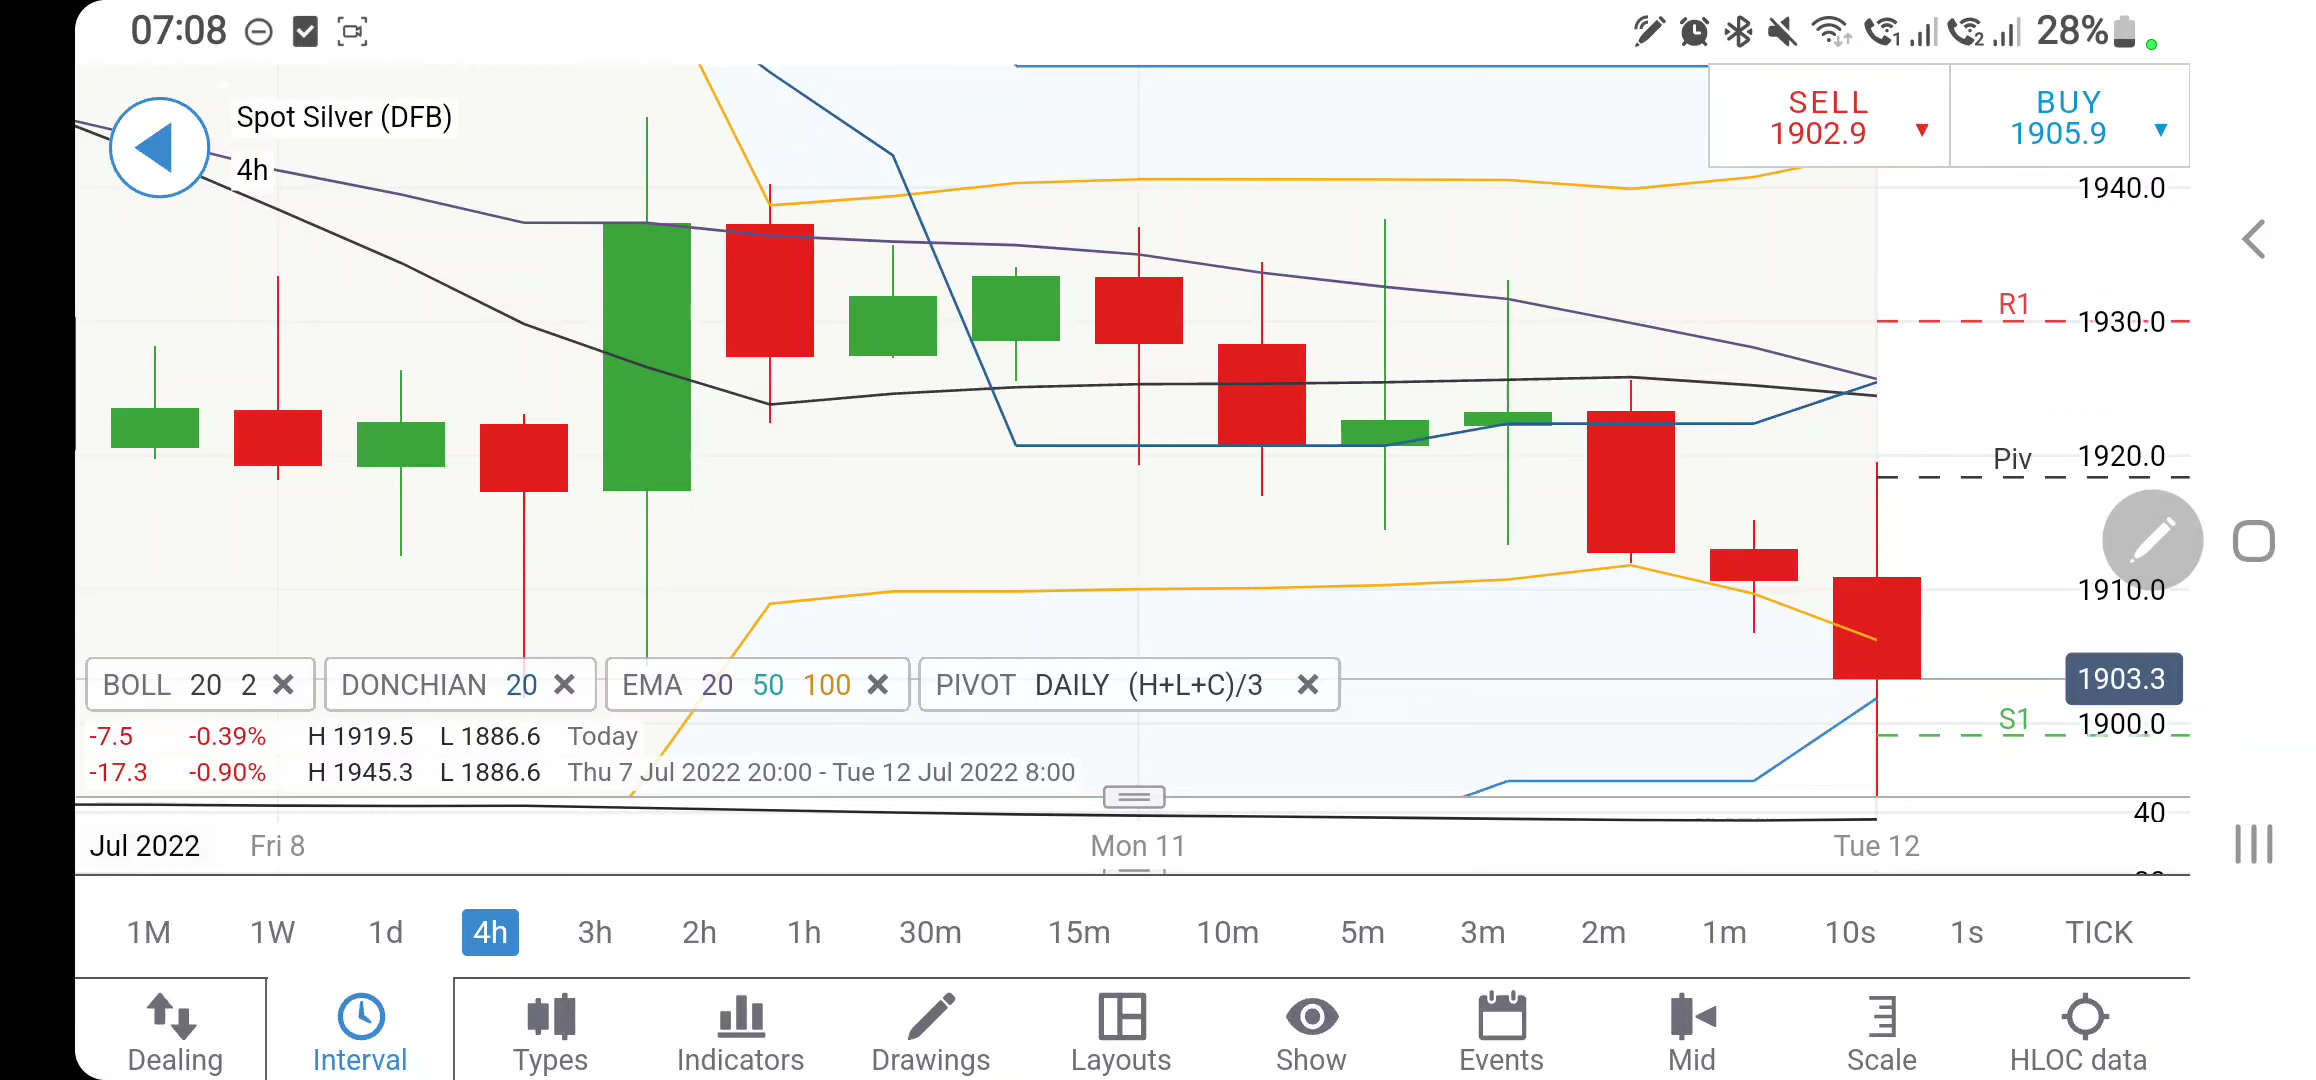 07:08
1
2
28%
Spot Silver (DFB)
4h
SELL
1902.9
BUY
1905.9
1940.0
R1
1930.0
Piv
1920.0
1910.0
1903.3
S1
1900.0
BOLL 20 2
DONCHIAN 20
EMA 20 50 100
PIVOT DAILY (H+L+C)/3
-7.5 -0.39% H 1919.5 L 1886.6 Today
-17.3 -0.90% H 1945.3 L 1886.6 Thu 7 Jul 2022 20:00 - Tue 12 Jul 2022 8:00
40
Jul 2022 Fri 8 Mon 11 Tue 12
1M 1W 1d 4h 3h 2h 1h 30m 15m 10m 5m 3m 2m 1m 10s 1s TICK
Dealing Interval Types Indicators Drawings Layouts Show Events Mid Scale HLOC data